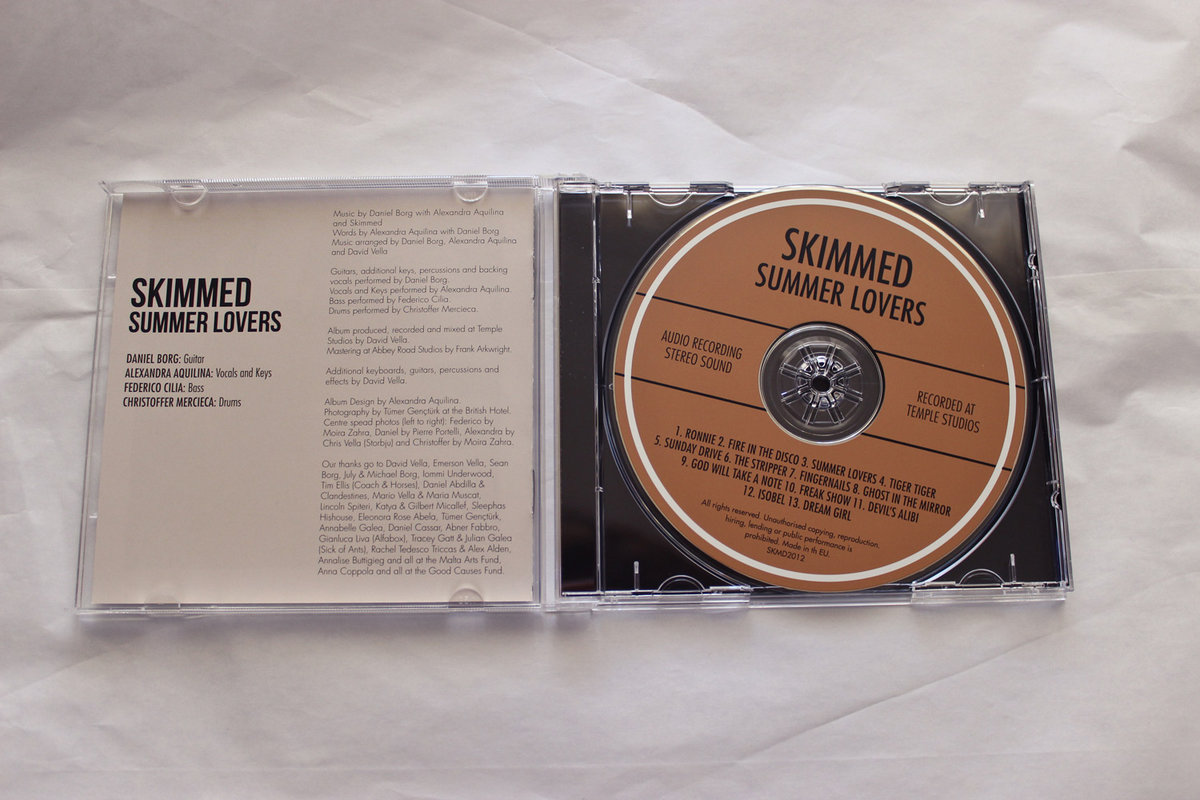 SKIMMED
SUMMER LOVERS
DANIEL BORG: Guitar
ALEXANDRA AQUILINA: Vocals and Keys
FEDERICO CILIA: Bass
CHRISTOFFER MERCIECA: Drums
Music by Daniel Borg with Alexandra Aquilina
and Skimmed
Words by Alexandra Aquilina with Daniel Borg
Music arranged by Daniel Borg, Alexandra Aquilina
and David Vella
Guitars, additional keys, percussions and backing
vocals performed by Daniel Borg.
Vocals and Keys performed by Alexandra Aquilina.
Bass performed by Federico Cilia.
Drums performed by Christoffer Mercieca.
Album produced, recorded and mixed at Temple
Studios by David Vella.
Mastering at Abbey Road Studios by Frank Arkwright.
Additional keyboards, guitars, percussions and
effects by David Vella.
Album Design by Alexandra Aquilina.
Photography by Tümer Gençtürk at the British Hotel.
Centre spead photos (left to right): Federico by
Moira Zahra, Daniel by Pierre Portelli, Alexandra by
Chris Vella (Storbju) and Christoffer by Moira Zahra.
Our thanks go to David Vella, Emerson Vella, Sean
Borg, July & Michael Borg, Iommi Underwood,
Tim Ellis (Coach & Horses), Daniel Abdilla &
Clandestines, Mario Vella & Maria Muscat,
Lincoln Spiteri, Katya & Gilbert Micallef, Sleephas
Hishouse, Eleonora Rose Abela, Tümer Gençtürk,
Annabelle Galea, Daniel Cassar, Abner Fabbro,
Gianluca Liva (Alfabox), Tracey Gatt & Julian Galea
(Sick of Ants), Rachel Tedesco Triccas & Alex Alden,
Annalise Buttigieg and all at the Malta Arts Fund,
Anna Coppola and all at the Good Causes Fund.
SKIMMED
SUMMER LOVERS
AUDIO RECORDING
STEREO SOUND
RECORDED AT
TEMPLE STUDIOS
1. RONNIE 2. FIRE IN THE DISCO 3. SUMMER LOVERS 4. TIGER TIGER
5. SUNDAY DRIVE 6. THE STRIPPER 7. FINGERNAILS 8. GHOST IN THE MIRROR
9. GOD WILL TAKE A NOTE 10. FREAK SHOW 11. DEVIL'S ALIBI
12. ISOBEL 13. DREAM GIRL
All rights reserved. Unauthorised copying, reproduction.
hiring, lending or public performance is
prohibited. Made in th EU.
SKMD2012